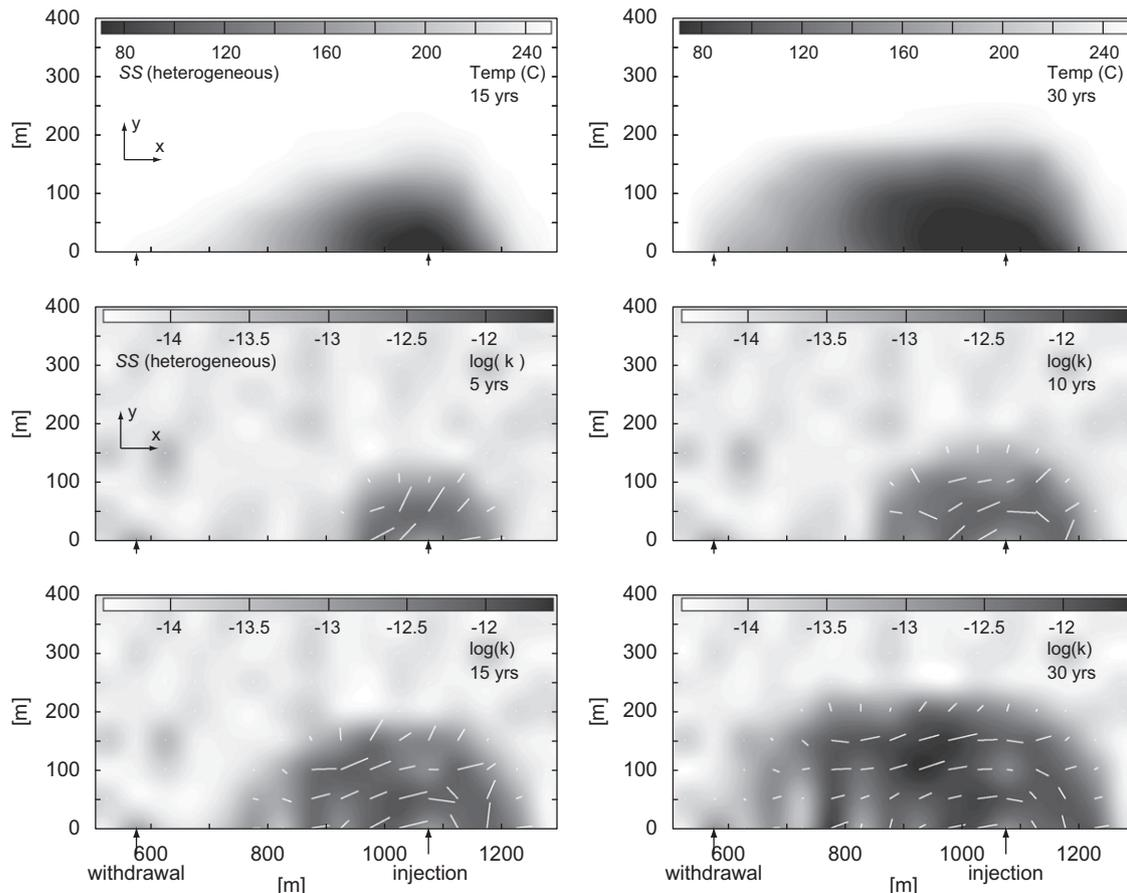 400
300
200
100
0
[m]
80 120 160 200 240
SS (heterogeneous)
Temp (C)
15 yrs
y
x
400
300
200
100
0
[m]
80 120 160 200 240
Temp (C)
30 yrs
400
300
200
100
0
[m]
-14 -13.5 -13 -12.5 -12
SS (heterogeneous)
log( k )
5 yrs
y
x
400
300
200
100
0
[m]
-14 -13.5 -13 -12.5 -12
log(k)
10 yrs
400
300
200
100
0
[m]
-14 -13.5 -13 -12.5 -12
log(k)
15 yrs
600 800 1000 1200
withdrawal injection
[m]
400
300
200
100
0
[m]
-14 -13.5 -13 -12.5 -12
log(k)
30 yrs
600 800 1000 1200
withdrawal injection
[m]